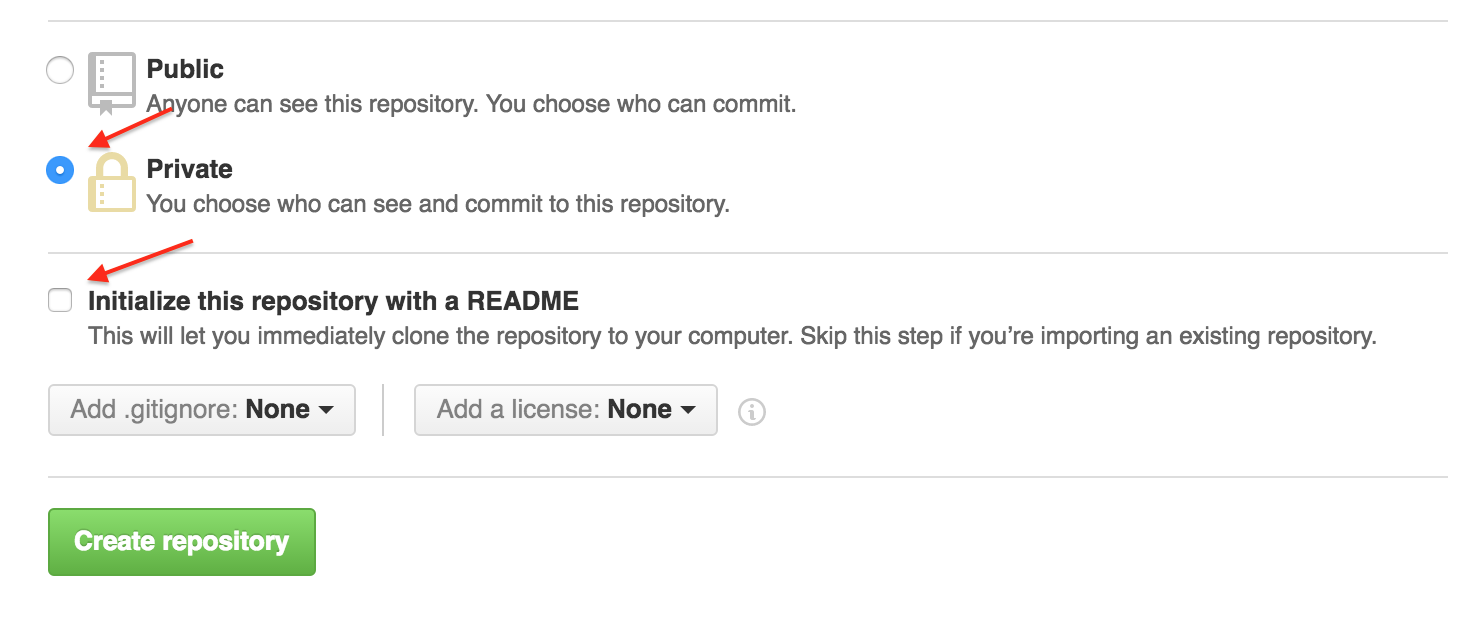 Public
Anyone can see this repository. You choose who can commit.
Private
You choose who can see and commit to this repository.
Initialize this repository with a README
This will let you immediately clone the repository to your computer. Skip this step if you’re importing an existing repository.
Add .gitignore: None
Add a license: None
Create repository